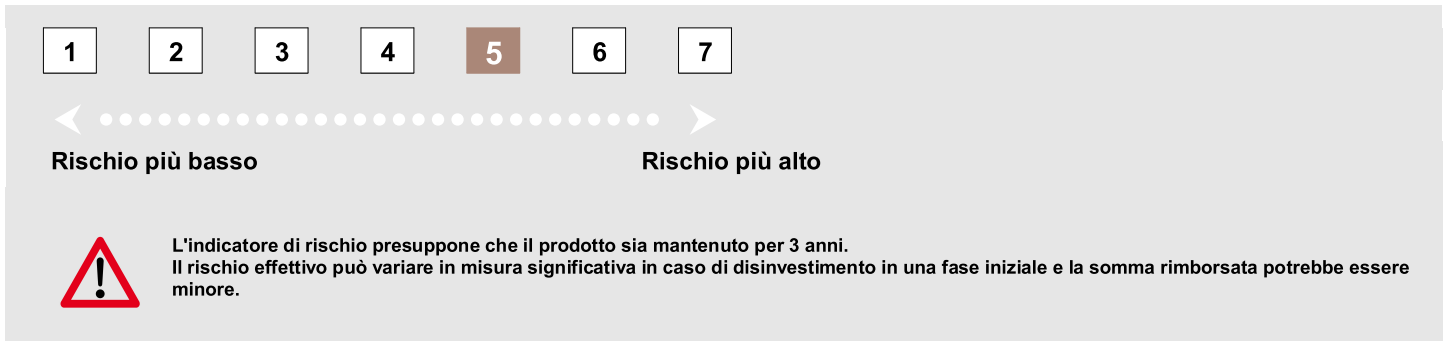 1 2 3 4 5 6 7
Rischio più basso Rischio più alto
L'indicatore di rischio presuppone che il prodotto sia mantenuto per 3 anni.
Il rischio effettivo può variare in misura significativa in caso di disinvestimento in una fase iniziale e la somma rimborsata potrebbe essere
minore.